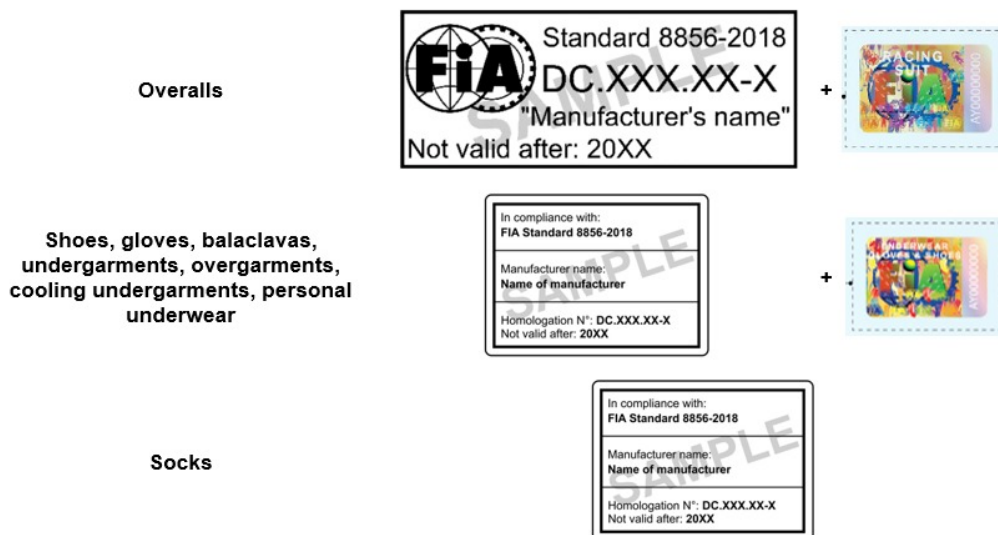 Overalls
FiA
Standard 8856-2018
DC.XXX.XX-X
"Manufacturer's name"
Not valid after: 20XX
SAMPLE
+
RACING
SUIT
FIA
AY00000000
Shoes, gloves, balaclavas,
undergarments, overgarments,
cooling undergarments, personal
underwear
In compliance with:
FIA Standard 8856-2018
Manufacturer name:
Name of manufacturer
Homologation N°: DC.XXX.XX-X
Not valid after: 20XX
SAMPLE
+
UNDERWEAR
GLOVES & SHOES
FIA
AY00000000
Socks
In compliance with:
FIA Standard 8856-2018
Manufacturer name:
Name of manufacturer
Homologation N°: DC.XXX.XX-X
Not valid after: 20XX
SAMPLE